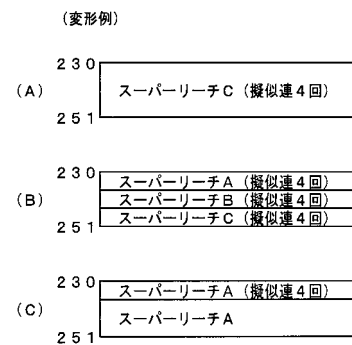 （変形例）
２３０
（Ａ） スーパーリーチＣ（擬似連４回）
２５１
２３０
スーパーリーチＡ（擬似連４回）
（Ｂ） スーパーリーチＢ（擬似連４回）
スーパーリーチＣ（擬似連４回）
２５１
２３０
スーパーリーチＡ（擬似連４回）
（Ｃ） スーパーリーチＡ
２５１